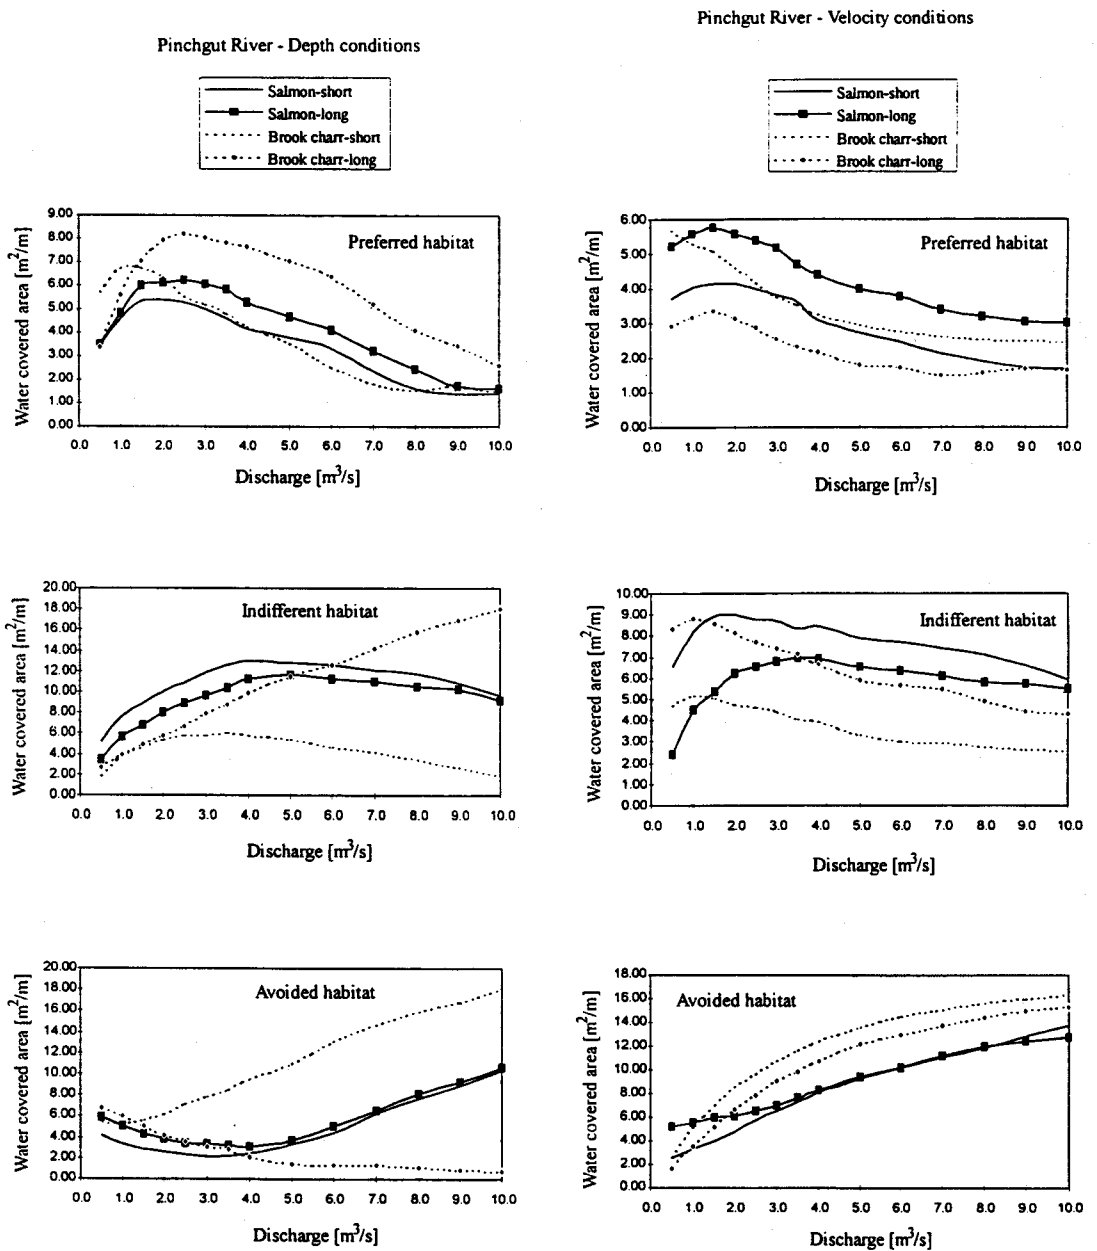 Pinchgut River - Depth conditions
Salmon-short
Salmon-long
Brook charr-short
Brook charr-long
9.00
8.00
7.00
6.00
5.00
4.00
3.00
2.00
1.00
0.00
Water covered area [m²/m]
Preferred habitat
0.0 1.0 2.0 3.0 4.0 5.0 6.0 7.0 8.0 9.0 10.0
Discharge [m³/s]
20.00
18.00
16.00
14.00
12.00
10.00
8.00
6.00
4.00
2.00
0.00
Water covered area [m²/m]
Indifferent habitat
0.0 1.0 2.0 3.0 4.0 5.0 6.0 7.0 8.0 9.0 10.0
Discharge [m³/s]
20.00
18.00
16.00
14.00
12.00
10.00
8.00
6.00
4.00
2.00
0.00
Water covered area [m²/m]
Avoided habitat
0.0 1.0 2.0 3.0 4.0 5.0 6.0 7.0 8.0 9.0 10.0
Discharge [m³/s]
Pinchgut River - Velocity conditions
Salmon-short
Salmon-long
Brook charr-short
Brook charr-long
6.00
5.00
4.00
3.00
2.00
1.00
0.00
Water covered area [m²/m]
Preferred habitat
0.0 1.0 2.0 3.0 4.0 5.0 6.0 7.0 8.0 9.0 10.0
Discharge [m³/s]
10.00
9.00
8.00
7.00
6.00
5.00
4.00
3.00
2.00
1.00
0.00
Water covered area [m²/m]
Indifferent habitat
0.0 1.0 2.0 3.0 4.0 5.0 6.0 7.0 8.0 9.0 10.0
Discharge [m³/s]
18.00
16.00
14.00
12.00
10.00
8.00
6.00
4.00
2.00
0.00
Water covered area [m²/m]
Avoided habitat
0.0 1.0 2.0 3.0 4.0 5.0 6.0 7.0 8.0 9.0 10.0
Discharge [m³/s]